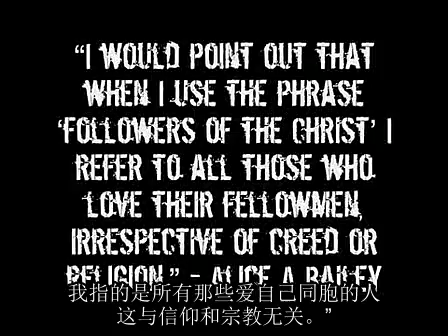 “I WOULD POINT OUT THAT
WHEN I USE THE PHRASE
‘FOLLOWERS OF THE CHRIST’ I
REFER TO ALL THOSE WHO
LOVE THEIR FELLOWMEN,
IRRESPECTIVE OF CREED OR
RELIGION.” - ALICE A BAILEY
我指的是所有那些爱自己同胞的人
这与信仰和宗教无关。”